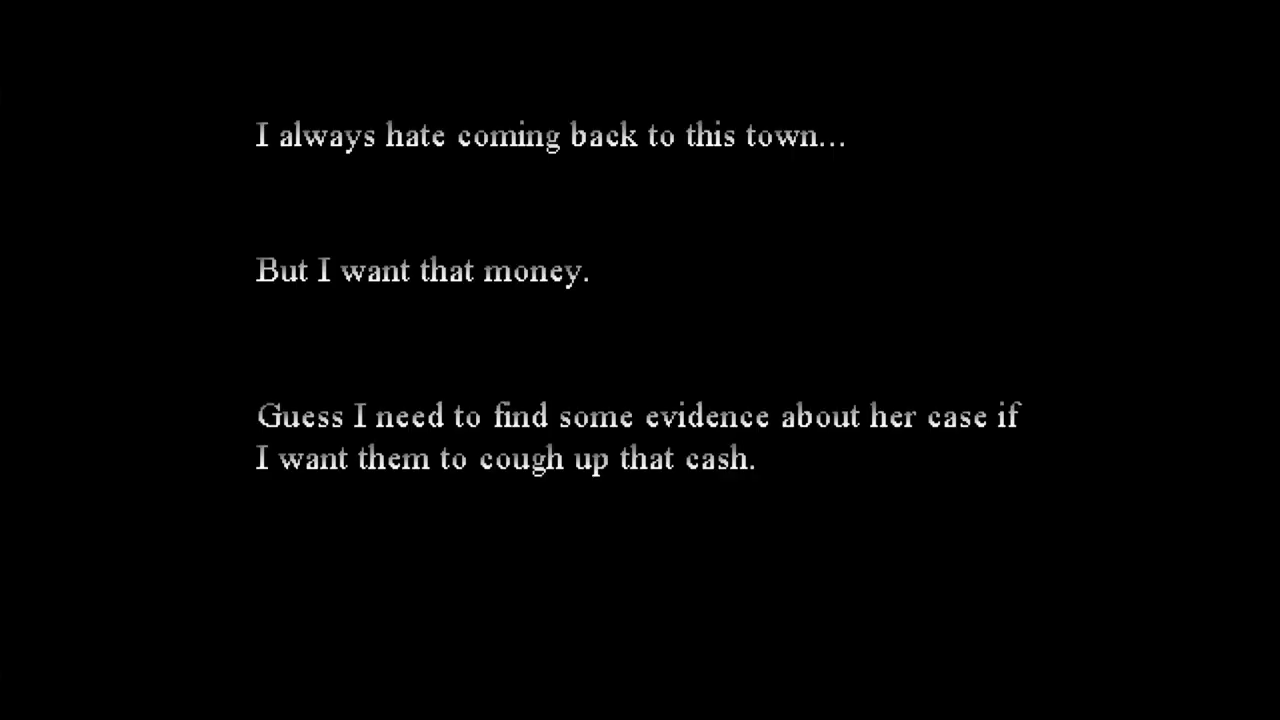 I always hate coming back to this town...
But I want that money.
Guess I need to find some evidence about her case if
I want them to cough up that cash.